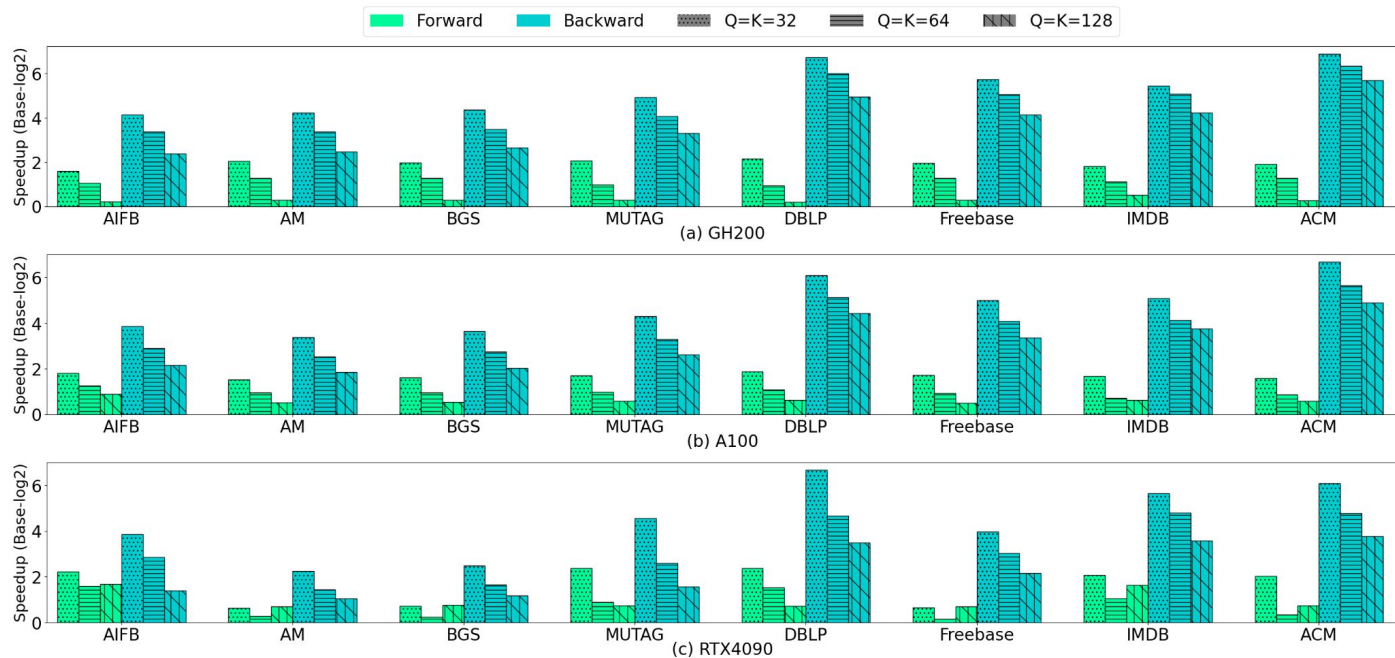 Forward Backward Q=K=32 Q=K=64 Q=K=128
Speedup (Base-log2)
6
4
2
0
AIFB AM BGS MUTAG DBLP Freebase IMDB ACM
(a) GH200
Speedup (Base-log2)
6
4
2
0
AIFB AM BGS MUTAG DBLP Freebase IMDB ACM
(b) A100
Speedup (Base-log2)
6
4
2
0
AIFB AM BGS MUTAG DBLP Freebase IMDB ACM
(c) RTX4090